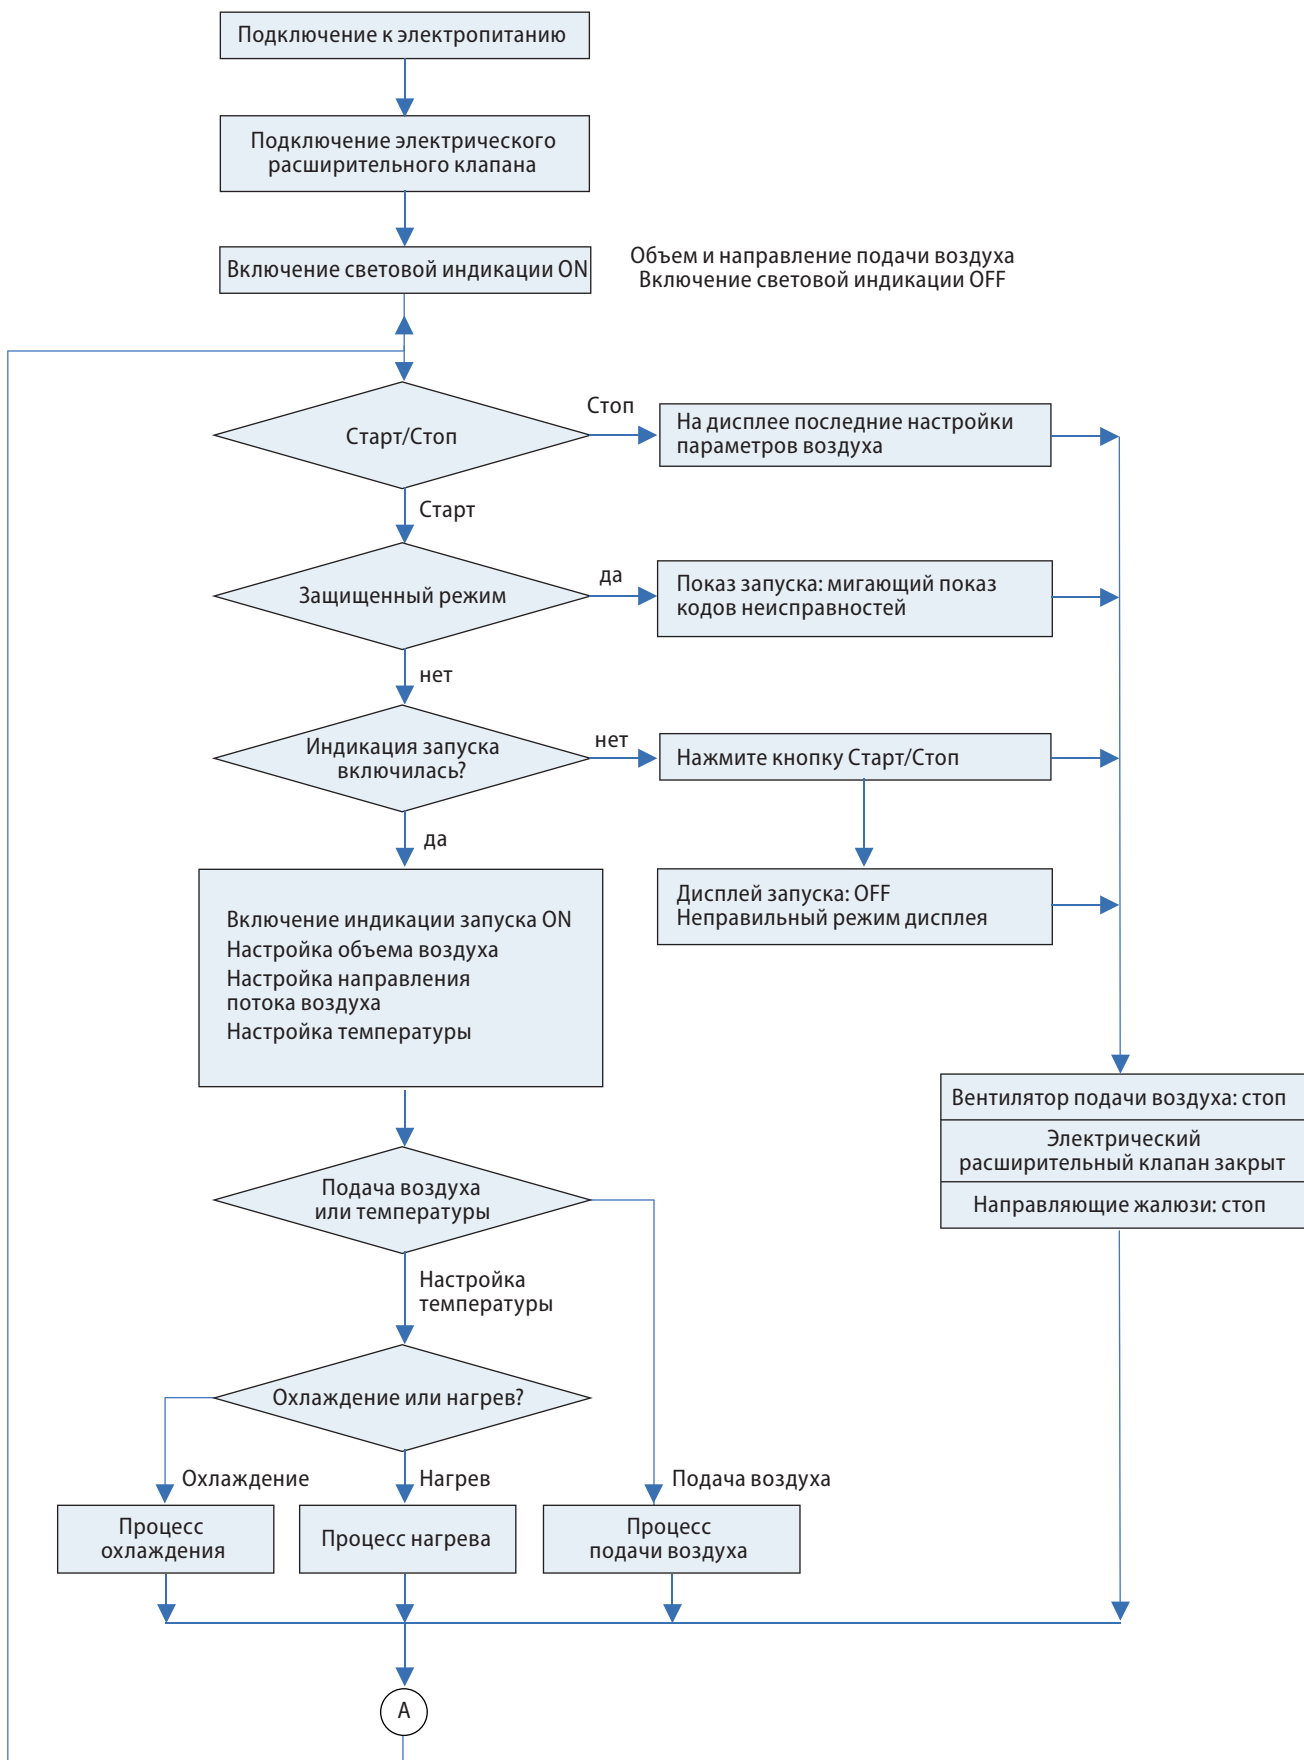 Подключение к электропитанию
Подключение электрического
расширительного клапана
Включение световой индикации ON
Объем и направление подачи воздуха
Включение световой индикации OFF
Старт/Стоп
Стоп
На дисплее последние настройки
параметров воздуха
Старт
Защищенный режим
да
Показ запуска: мигающий показ
кодов неисправностей
нет
Индикация запуска
включилась?
нет
Нажмите кнопку Старт/Стоп
да
Дисплей запуска: OFF
Неправильный режим дисплея
Включение индикации запуска ON
Настройка объема воздуха
Настройка направления
потока воздуха
Настройка температуры
Вентилятор подачи воздуха: стоп
Электрический
расширительный клапан закрыт
Направляющие жалюзи: стоп
Подача воздуха
или температуры
Настройка
температуры
Охлаждение или нагрев?
Охлаждение
Нагрев
Подача воздуха
Процесс
охлаждения
Процесс нагрева
Процесс
подачи воздуха
А